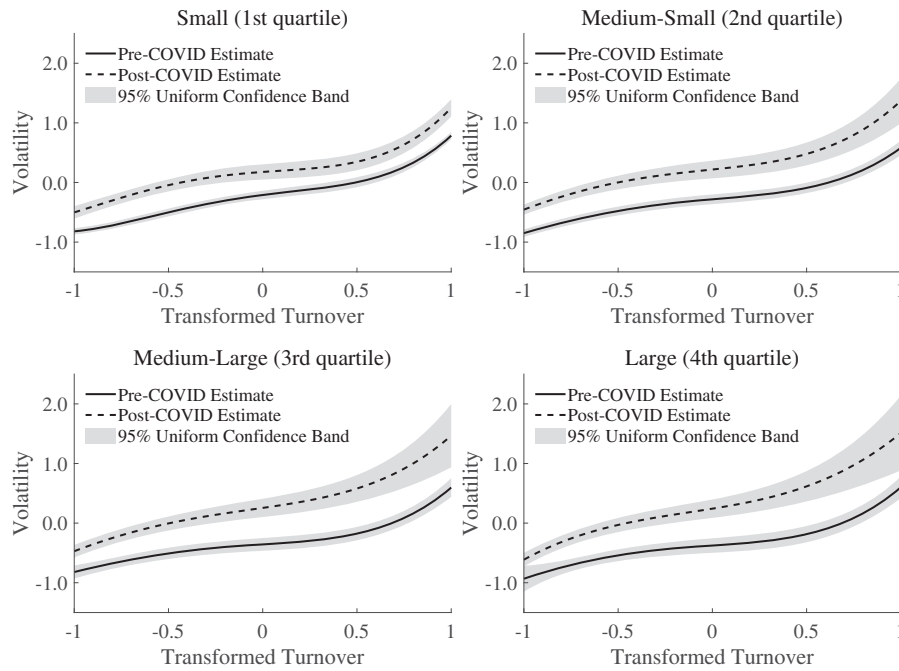 Small (1st quartile)
Pre-COVID Estimate
Post-COVID Estimate
95% Uniform Confidence Band
Volatility
2.0
1.0
0.0
-1.0
-1 -0.5 0 0.5 1
Transformed Turnover
Medium-Small (2nd quartile)
Pre-COVID Estimate
Post-COVID Estimate
95% Uniform Confidence Band
Volatility
2.0
1.0
0.0
-1.0
-1 -0.5 0 0.5 1
Transformed Turnover
Medium-Large (3rd quartile)
Pre-COVID Estimate
Post-COVID Estimate
95% Uniform Confidence Band
Volatility
2.0
1.0
0.0
-1.0
-1 -0.5 0 0.5 1
Transformed Turnover
Large (4th quartile)
Pre-COVID Estimate
Post-COVID Estimate
95% Uniform Confidence Band
Volatility
2.0
1.0
0.0
-1.0
-1 -0.5 0 0.5 1
Transformed Turnover